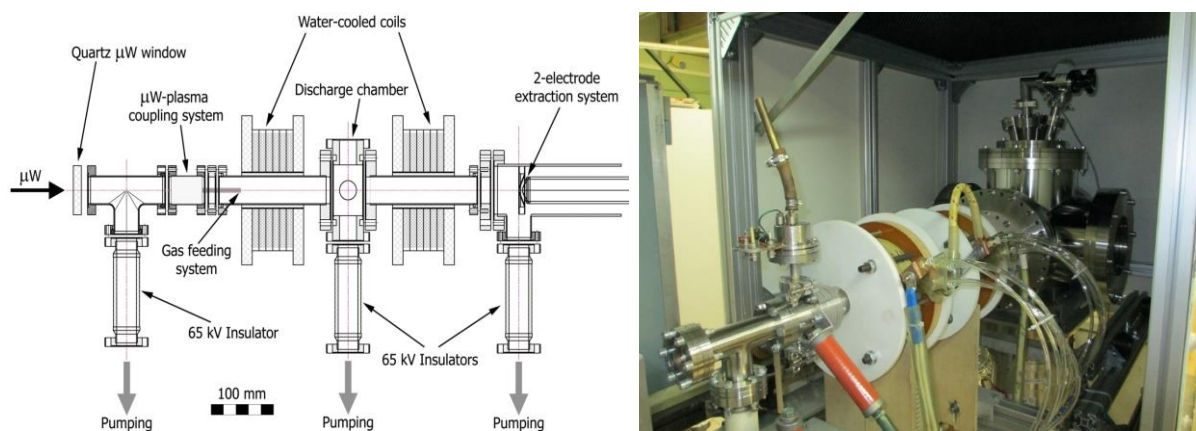 Water-cooled coils
Quartz µW window
µW-plasma
coupling system
Discharge chamber
2-electrode
extraction system
µW
Gas feeding
system
65 kV Insulator
65 kV Insulators
100 mm
Pumping
Pumping
Pumping